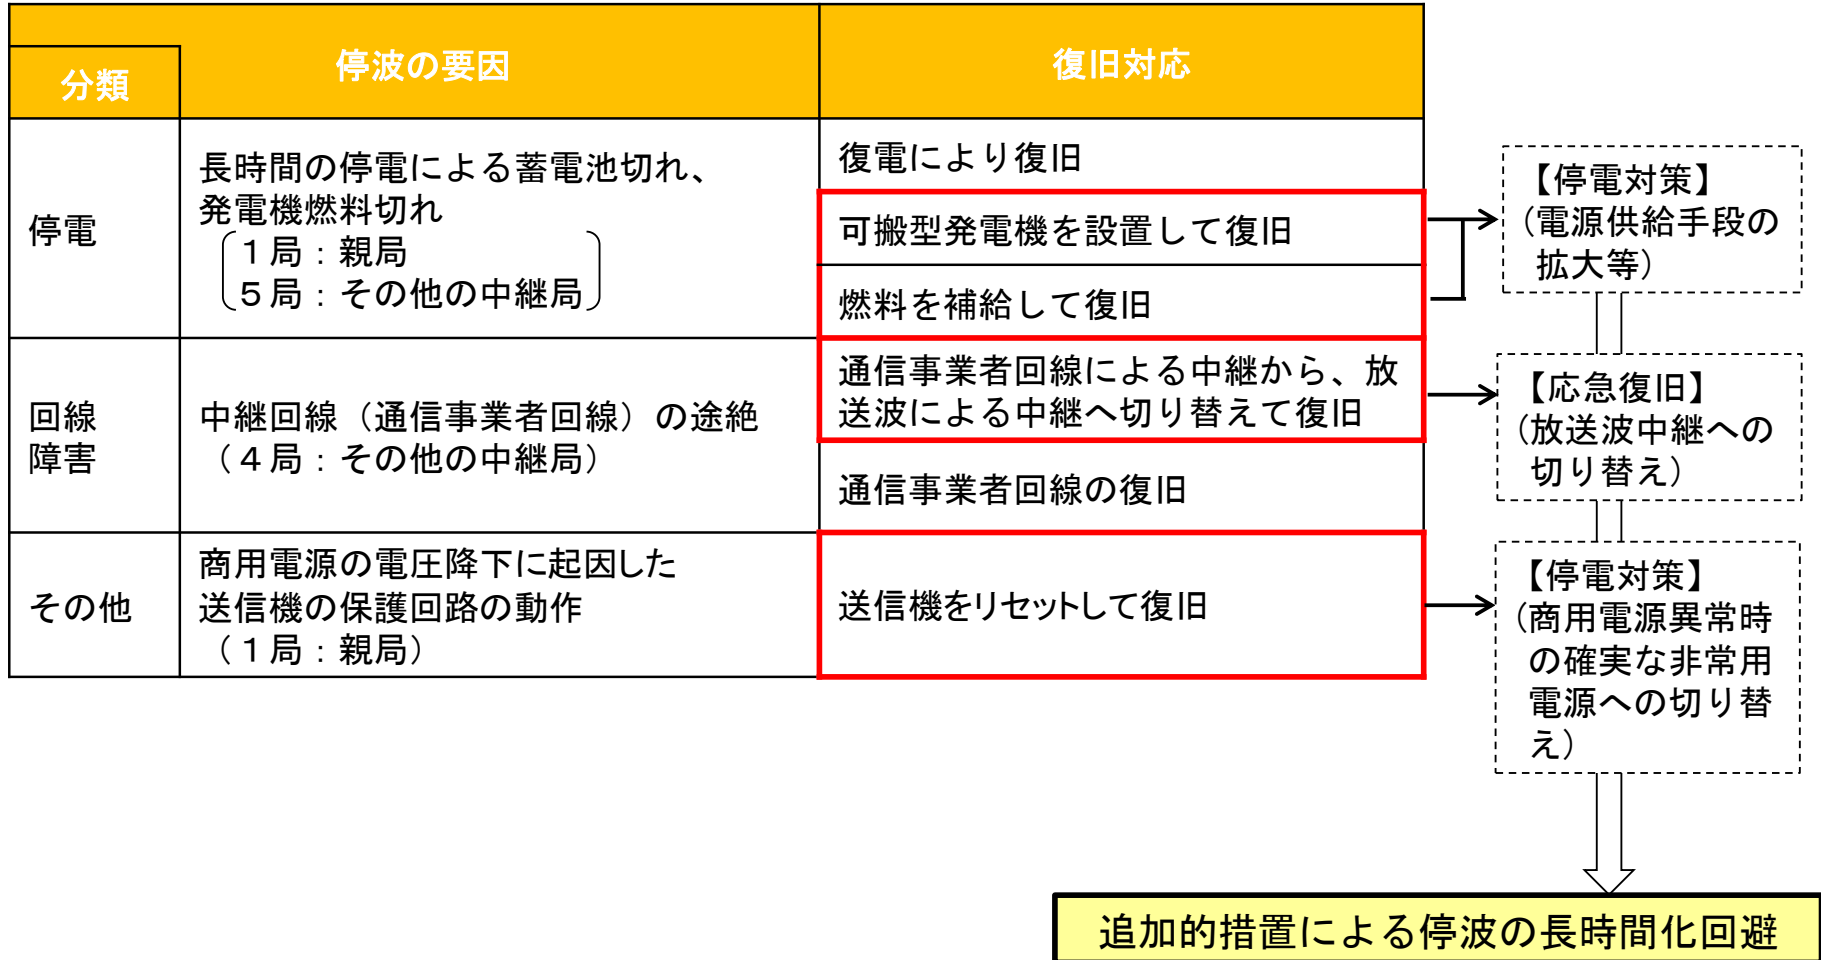 停波の要因
分類
復旧対応
停電
長時間の停電による蓄電池切れ、
発電機燃料切れ
１局：親局
５局：その他の中継局
復電により復旧
可搬型発電機を設置して復旧
燃料を補給して復旧
【停電対策】
（電源供給手段の
拡大等）
回線
障害
中継回線（通信事業者回線）の途絶
（４局：その他の中継局）
通信事業者回線による中継から、放
送波による中継へ切り替えて復旧
通信事業者回線の復旧
【応急復旧】
（放送波中継への
切り替え）
その他
商用電源の電圧降下に起因した
送信機の保護回路の動作
（１局：親局）
送信機をリセットして復旧
【停電対策】
（商用電源異常時
の確実な非常用
電源への切り替
え）
追加的措置による停波の長時間化回避